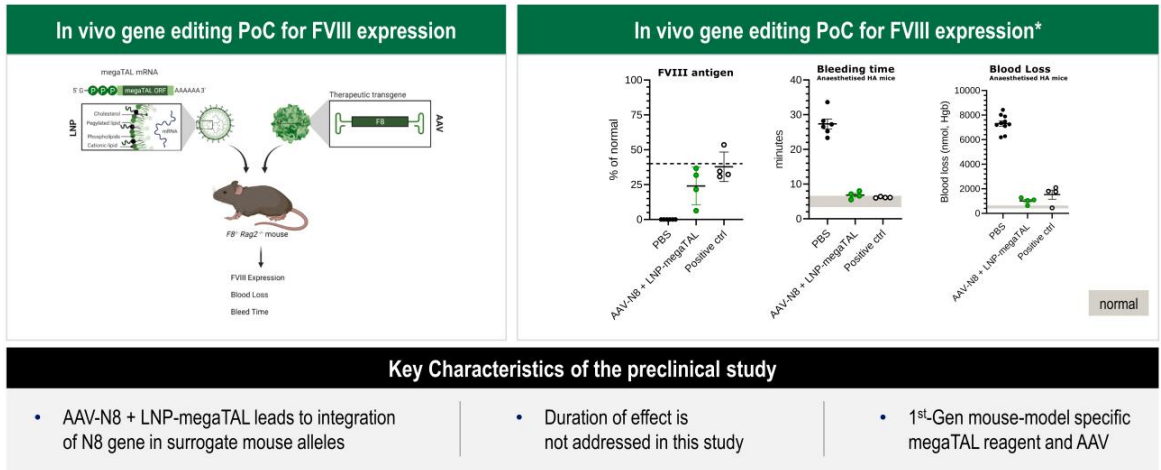 In vivo gene editing PoC for FVIII expression
megaTAL mRNA
5' G
P P P
megaTAL ORF
AAAAAA 3'
LNP
Cholesterol
Pegylated lipid
Phospholipids
Cationic lipid
mRNA
Therapeutic transgene
F8
AAV
F8-/- Rag2-/- mouse
FVIII Expression
Blood Loss
Bleed Time
In vivo gene editing PoC for FVIII expression*
FVIII antigen
% of normal
100
75
50
25
0
PBS
AAV-N8 + LNP-megaTAL
Positive ctrl
Bleeding time
Anaesthetised HA mice
minutes
40
30
20
10
0
PBS
AAV-N8 + LNP-megaTAL
Positive ctrl
Blood Loss
Anaesthetised HA mice
Blood loss (nmol, Hgb)
10000
8000
6000
4000
2000
0
PBS
AAV-N8 + LNP-megaTAL
Positive ctrl
normal
Key Characteristics of the preclinical study
• AAV-N8 + LNP-megaTAL leads to integration
of N8 gene in surrogate mouse alleles
• Duration of effect is
not addressed in this study
• 1st-Gen mouse-model specific
megaTAL reagent and AAV